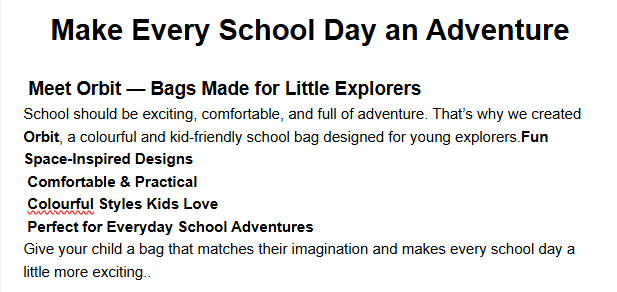 Make Every School Day an Adventure
Meet Orbit — Bags Made for Little Explorers
School should be exciting, comfortable, and full of adventure. That’s why we created
Orbit, a colourful and kid-friendly school bag designed for young explorers.Fun
Space-Inspired Designs
Comfortable & Practical
Colourful Styles Kids Love
Perfect for Everyday School Adventures
Give your child a bag that matches their imagination and makes every school day a
little more exciting..